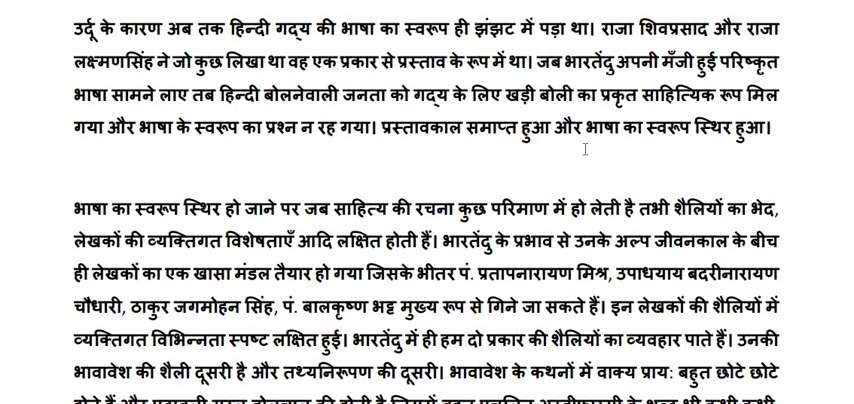 उर्दू के कारण अब तक हिन्दी गद्य की भाषा का स्वरूप ही झंझट में पड़ा था। राजा शिवप्रसाद और राजा
लक्ष्मणसिंह ने जो कुछ लिखा था वह एक प्रकार से प्रस्ताव के रूप में था। जब भारतेंदु अपनी मँजी हुई परिष्कृत
भाषा सामने लाए तब हिन्दी बोलनेवाली जनता को गद्य के लिए खड़ी बोली का प्रकृत साहित्यिक रूप मिल
गया और भाषा के स्वरूप का प्रश्न न रह गया। प्रस्तावकाल समाप्त हुआ और भाषा का स्वरूप स्थिर हुआ।
भाषा का स्वरूप स्थिर हो जाने पर जब साहित्य की रचना कुछ परिमाण में हो लेती है तभी शैलियों का भेद,
लेखकों की व्यक्तिगत विशेषताएँ आदि लक्षित होती हैं। भारतेंदु के प्रभाव से उनके अल्प जीवनकाल के बीच
ही लेखकों का एक खासा मंडल तैयार हो गया जिसके भीतर पं. प्रतापनारायण मिश्र, उपाधयाय बदरीनारायण
चौधारी, ठाकुर जगमोहन सिंह, पं. बालकृष्ण भट्ट मुख्य रूप से गिने जा सकते हैं। इन लेखकों की शैलियों में
व्यक्तिगत विभिन्नता स्पष्ट लक्षित हुई। भारतेंदु में ही हम दो प्रकार की शैलियों का व्यवहार पाते हैं। उनकी
भावावेश की शैली दूसरी है और तथ्यनिरूपण की दूसरी। भावावेश के कथनों में वाक्य प्राय: बहुत छोटे छोटे